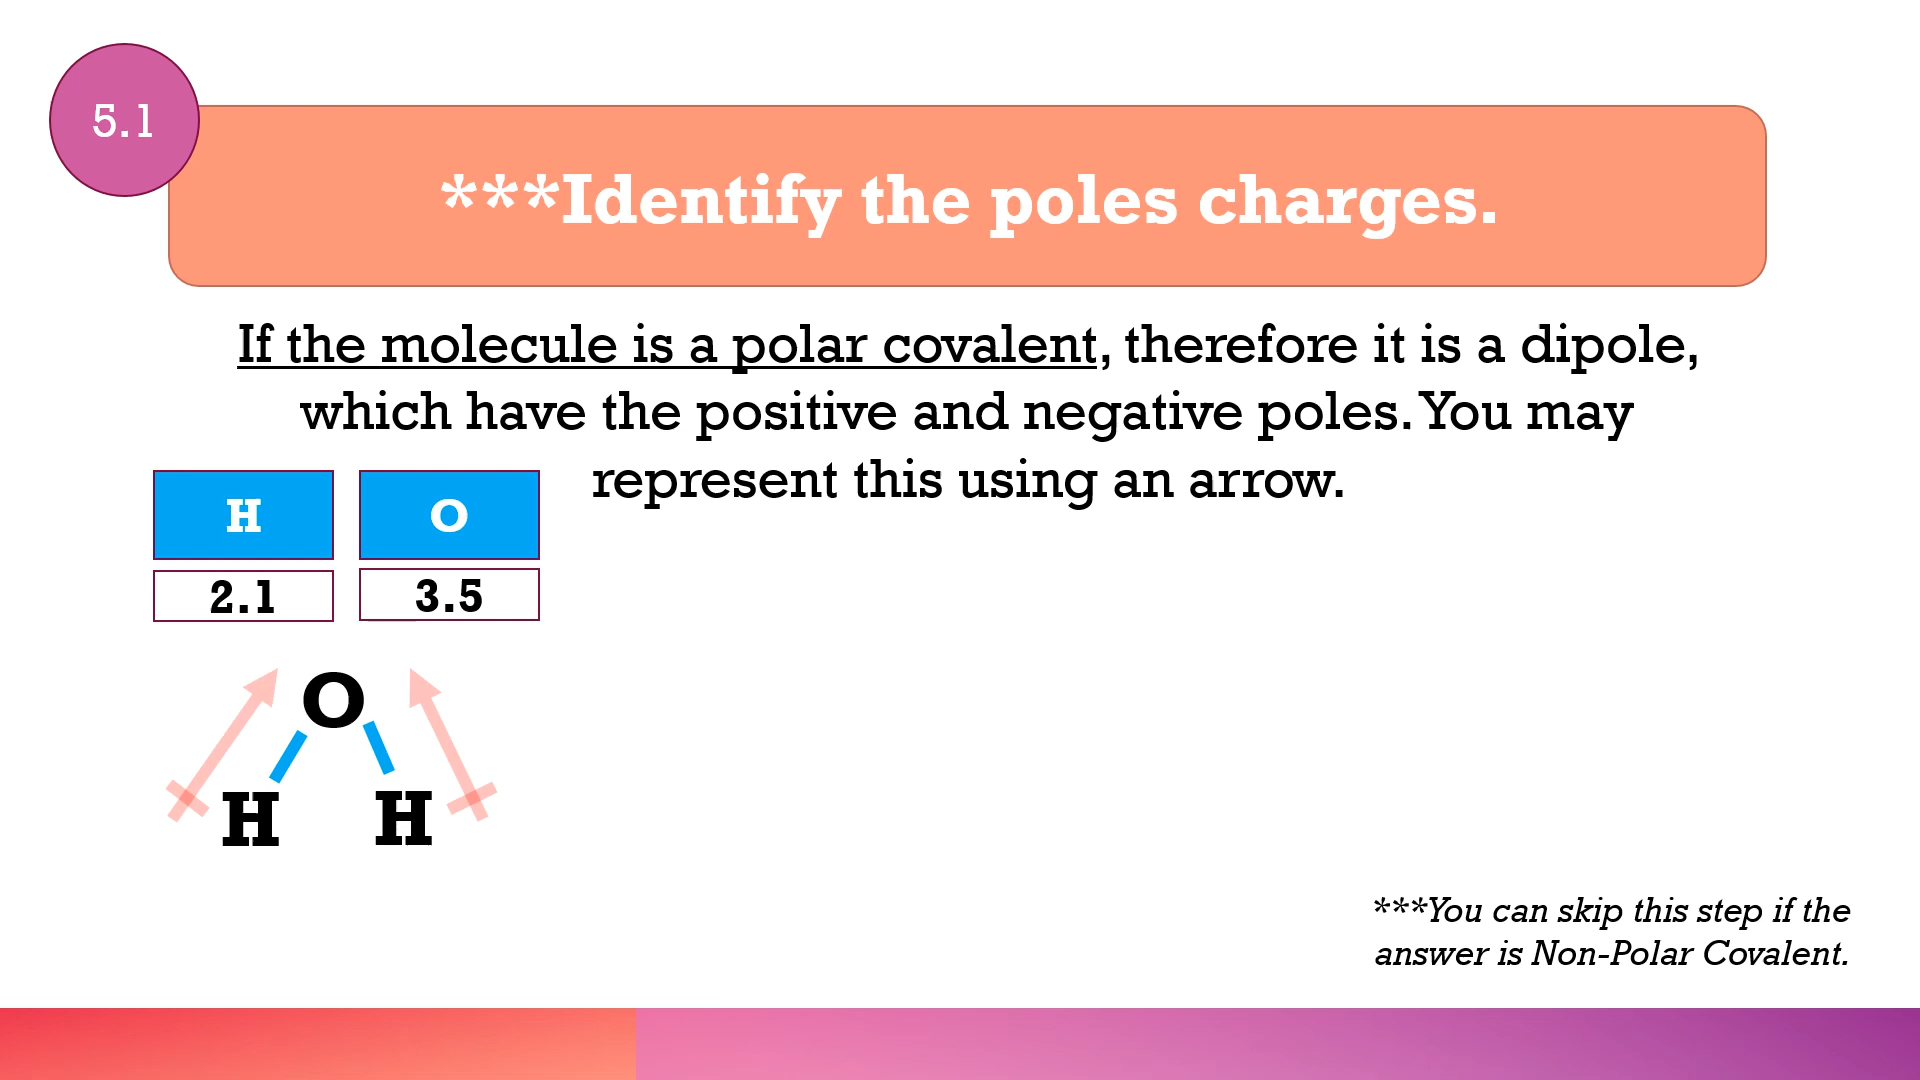 5.1
***Identify the poles charges.
If the molecule is a polar covalent, therefore it is a dipole,
which have the positive and negative poles. You may
represent this using an arrow.
H O
2.1 3.5
O
H H
***You can skip this step if the
answer is Non-Polar Covalent.